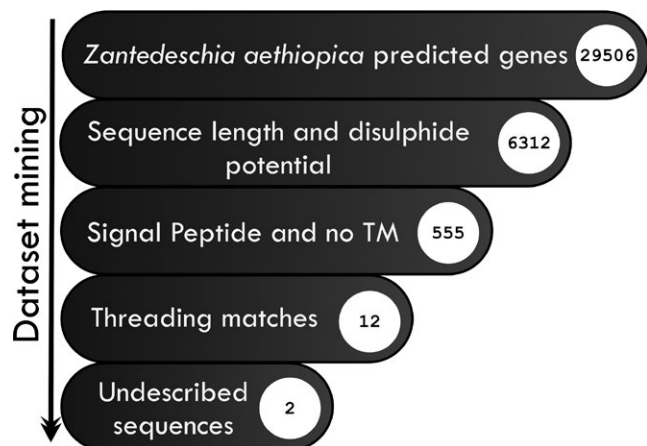 Dataset mining
Zantedeschia aethiopica predicted genes 29506
Sequence length and disulphide
potential
6312
Signal Peptide and no TM 555
Threading matches 12
Undescribed
sequences
2